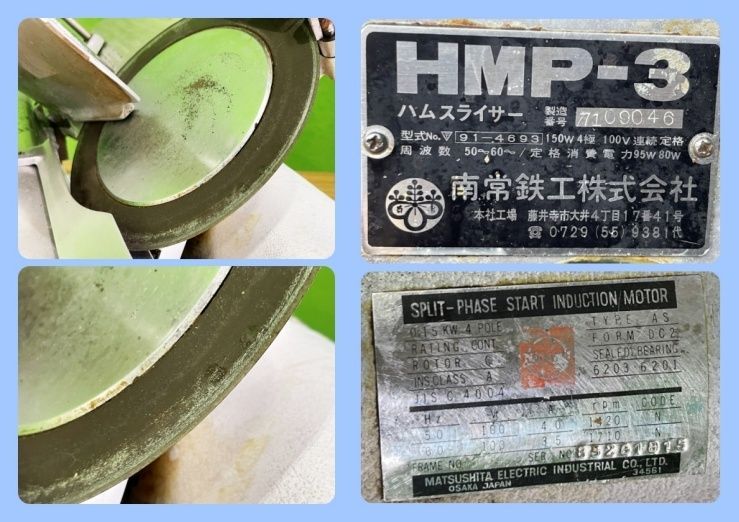 HMP-3
ハムスライサー 製造番号 7100046
型式No. ▽ 91-4693 150W 4極 100V 連続定格
周波数 50～60～/定格消費電力95W 80W
南常鉄工株式会社
本社工場 藤井寺市大井4丁目17番41号
☎ 0729 (55) 9381代
SPLIT-PHASE START INDUCTION MOTOR
0.15 KW 4 POLE TYPE AS
RATING CONT. FORM DC2
ROTOR C SEALED BEARING
INSCLASS A 6203 6201
JIS C 4004
Hz V A rpm CODE
50 100 4.0 1420 N
60 100 3.5 1710 N
FRAME NO. SER NO.
MATSUSHITA ELECTRIC INDUSTRIAL CO., LTD.
OSAKA JAPAN 34561